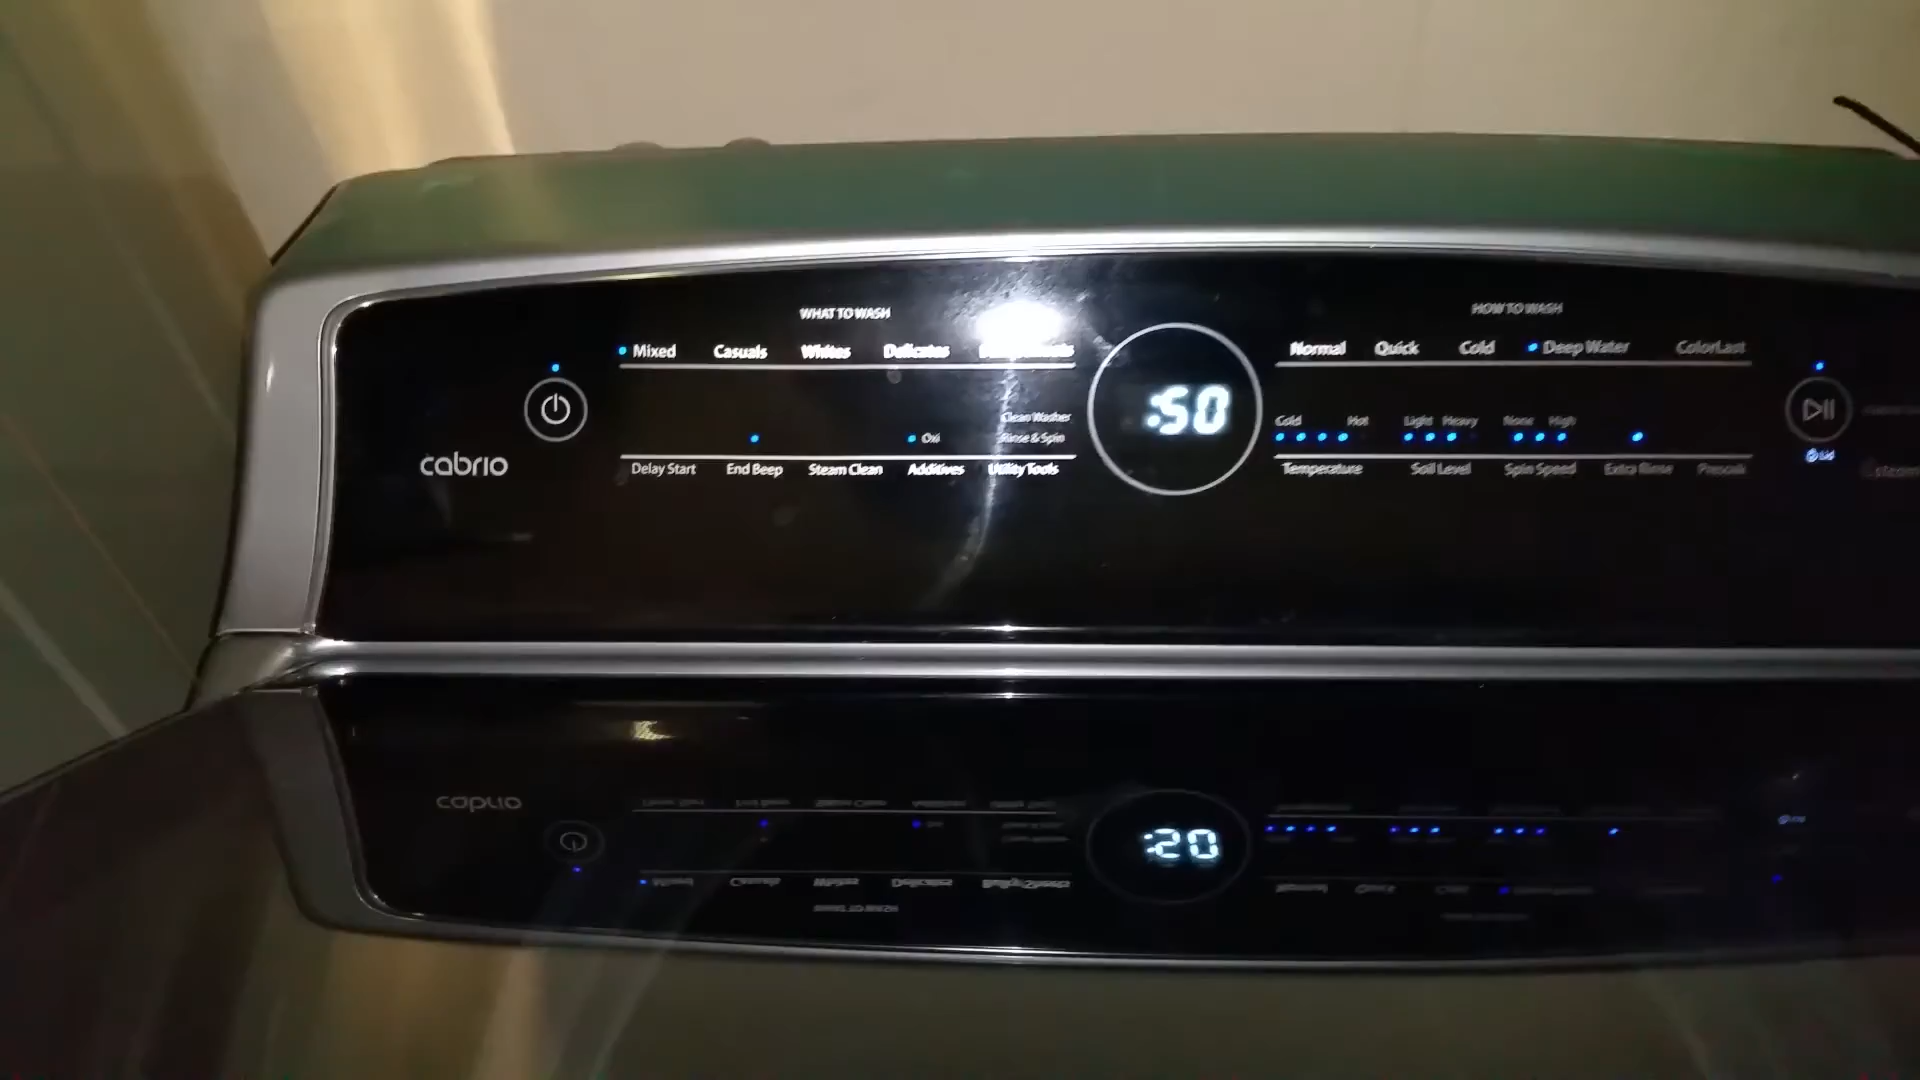 WHAT TO WASH
HOW TO WASH
Mixed Casuals Whites Delicates
Normal Quick Cold Deep Water ColorLast
:50
Clean Washer
Oxi Rinse & Spin
Cold Hot Light Heavy None High
cabrio
Delay Start End Beep Steam Clean Additives Utility Tools
Temperature Soil Level Spin Speed Extra Rinse Presoak
Lid